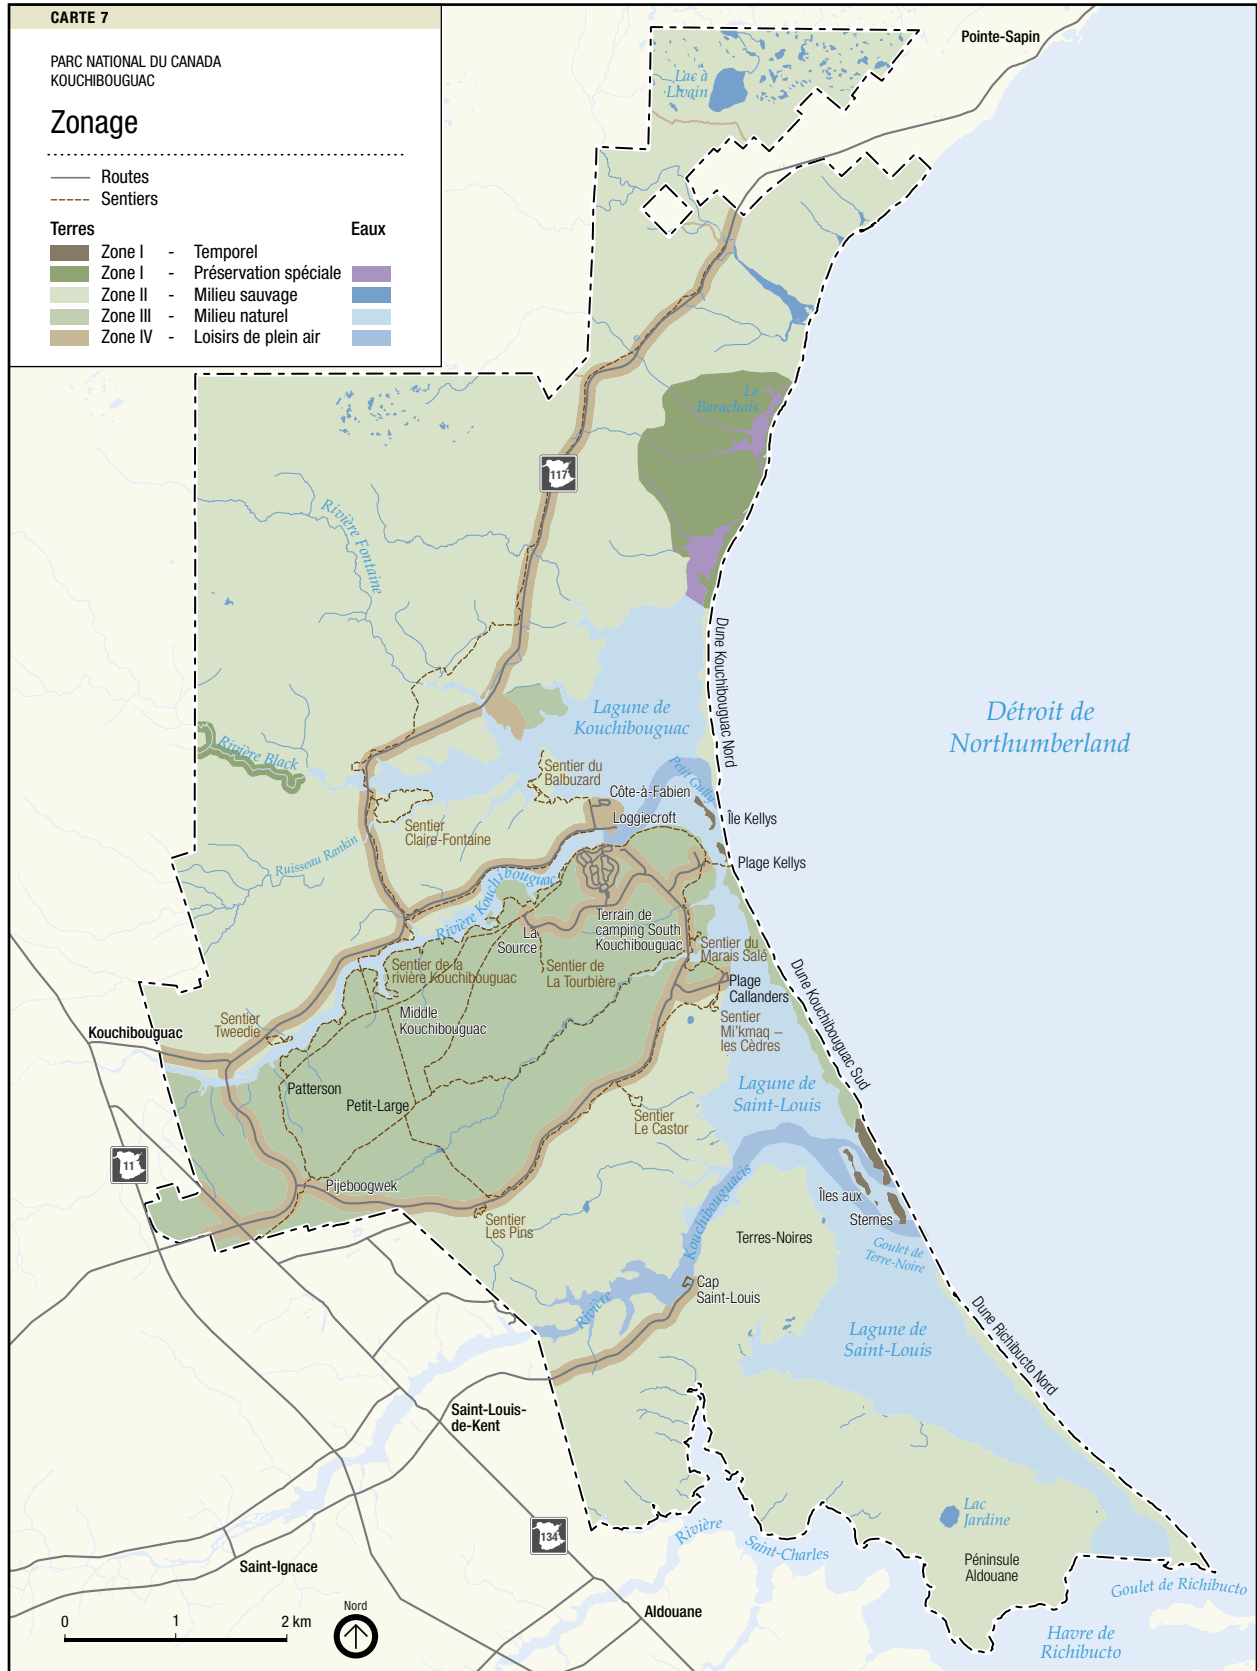 CARTE 7
PARC NATIONAL DU CANADA
KOUCHIBOUGUAC
Zonage
Routes
Sentiers
Terres
Eaux
Zone I - Temporel
Zone I - Préservation spéciale
Zone II - Milieu sauvage
Zone III - Milieu naturel
Zone IV - Loisirs de plein air
Pointe-Sapin
Lac à
Livain
Le
Barachois
117
Rivière Fontaine
Dune Kouchibouguac Nord
Lagune de
Kouchibouguac
Détroit de
Northumberland
Rivière Black
Sentier du
Balbuzard
Petit Gully
Côte-à-Fabien
Loggiecroft
Île Kellys
Sentier
Claire-Fontaine
Ruisseau Rankin
Plage Kellys
Rivière Kouchibouguac
La
Source
Terrain de
camping South
Kouchibouguac
Sentier du
Marais Salé
Sentier de la
rivière Kouchibouguac
Sentier de
La Tourbière
Plage
Callanders
Dune Kouchibouguac Sud
Sentier
Tweedie
Kouchibouguac
Middle
Kouchibouguac
Sentier
Mi'kmaq –
les Cèdres
Patterson
Petit-Large
Lagune de
Saint-Louis
Sentier
Le Castor
11
Pijeboogwek
Îles aux
Sternes
Sentier
Les Pins
Rivière Kouchibouguacis
Terres-Noires
Goulet de
Terre-Noire
Cap
Saint-Louis
Dune Richibucto Nord
Lagune de
Saint-Louis
Saint-Louis-
de-Kent
Lac
Jardine
134
Rivière
Saint-Charles
Saint-Ignace
Péninsule
Aldouane
Goulet de Richibucto
Aldouane
Havre de
Richibucto
0 1 2 km
Nord